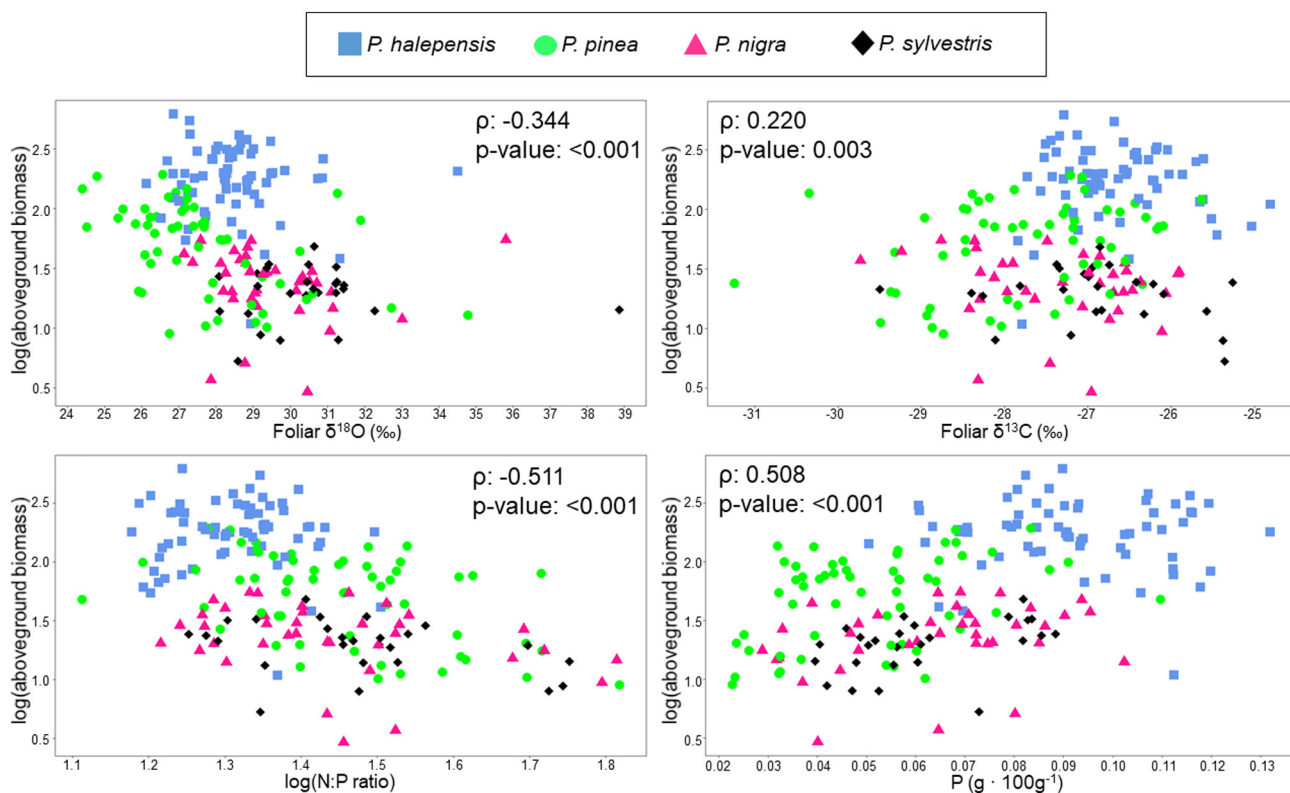 P. halepensis P. pinea P. nigra P. sylvestris
ρ: -0.344
p-value: <0.001
log(aboveground biomass)
2.5
2.0
1.5
1.0
0.5
24 25 26 27 28 29 30 31 32 33 34 35 36 37 38 39
Foliar δ¹⁸O (‰)
ρ: 0.220
p-value: 0.003
log(aboveground biomass)
2.5
2.0
1.5
1.0
0.5
-31 -30 -29 -28 -27 -26 -25
Foliar δ¹³C (‰)
ρ: -0.511
p-value: <0.001
log(aboveground biomass)
2.5
2.0
1.5
1.0
0.5
1.1 1.2 1.3 1.4 1.5 1.6 1.7 1.8
log(N:P ratio)
ρ: 0.508
p-value: <0.001
log(aboveground biomass)
2.5
2.0
1.5
1.0
0.5
0.02 0.03 0.04 0.05 0.06 0.07 0.08 0.09 0.10 0.11 0.12 0.13
P (g · 100g⁻¹)